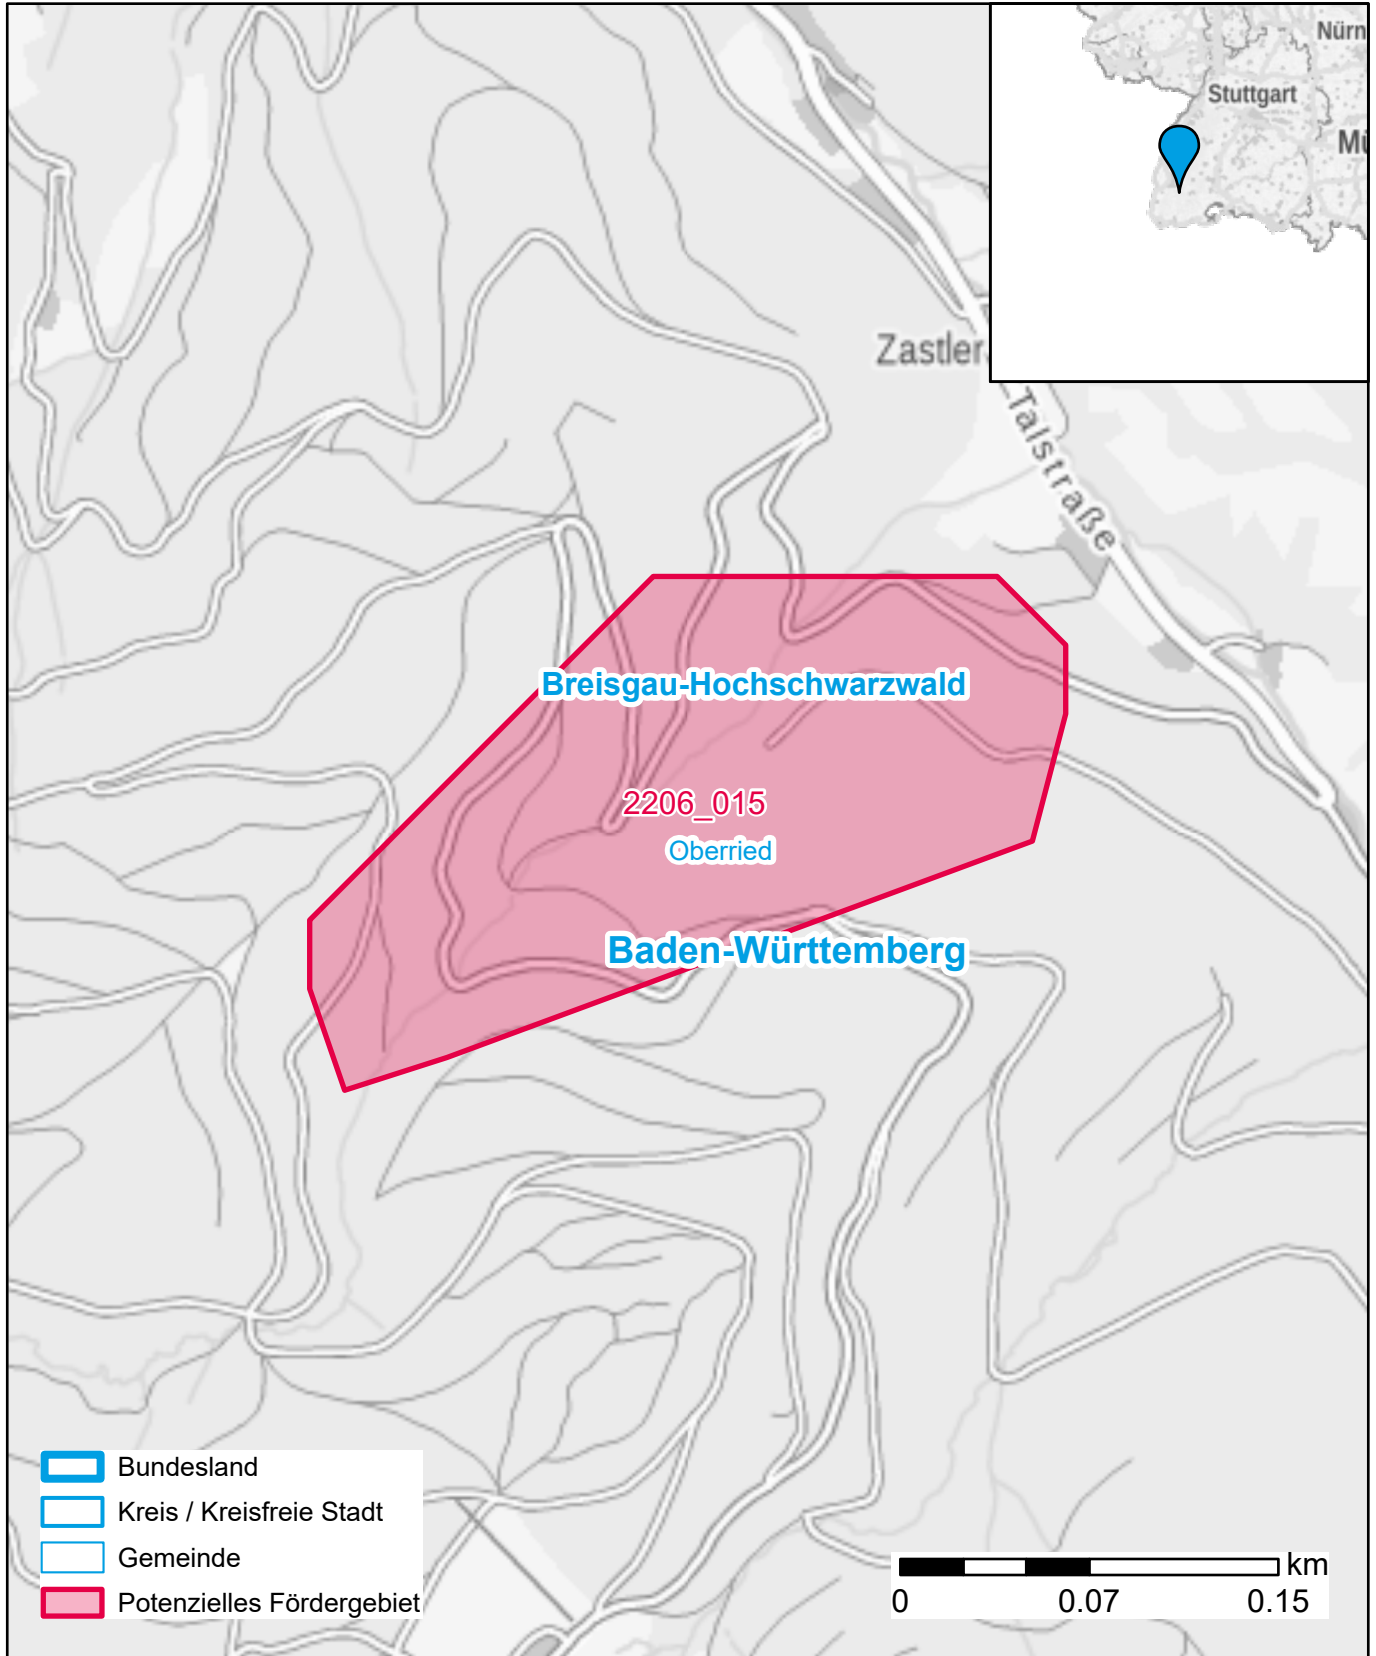 Nürn
Stuttgart
Mü
Zastler
Talstraße
Breisgau-Hochschwarzwald
2206_015
Oberried
Baden-Württemberg
Bundesland
Kreis / Kreisfreie Stadt
Gemeinde
Potenzielles Fördergebiet
km
0 0.07 0.15